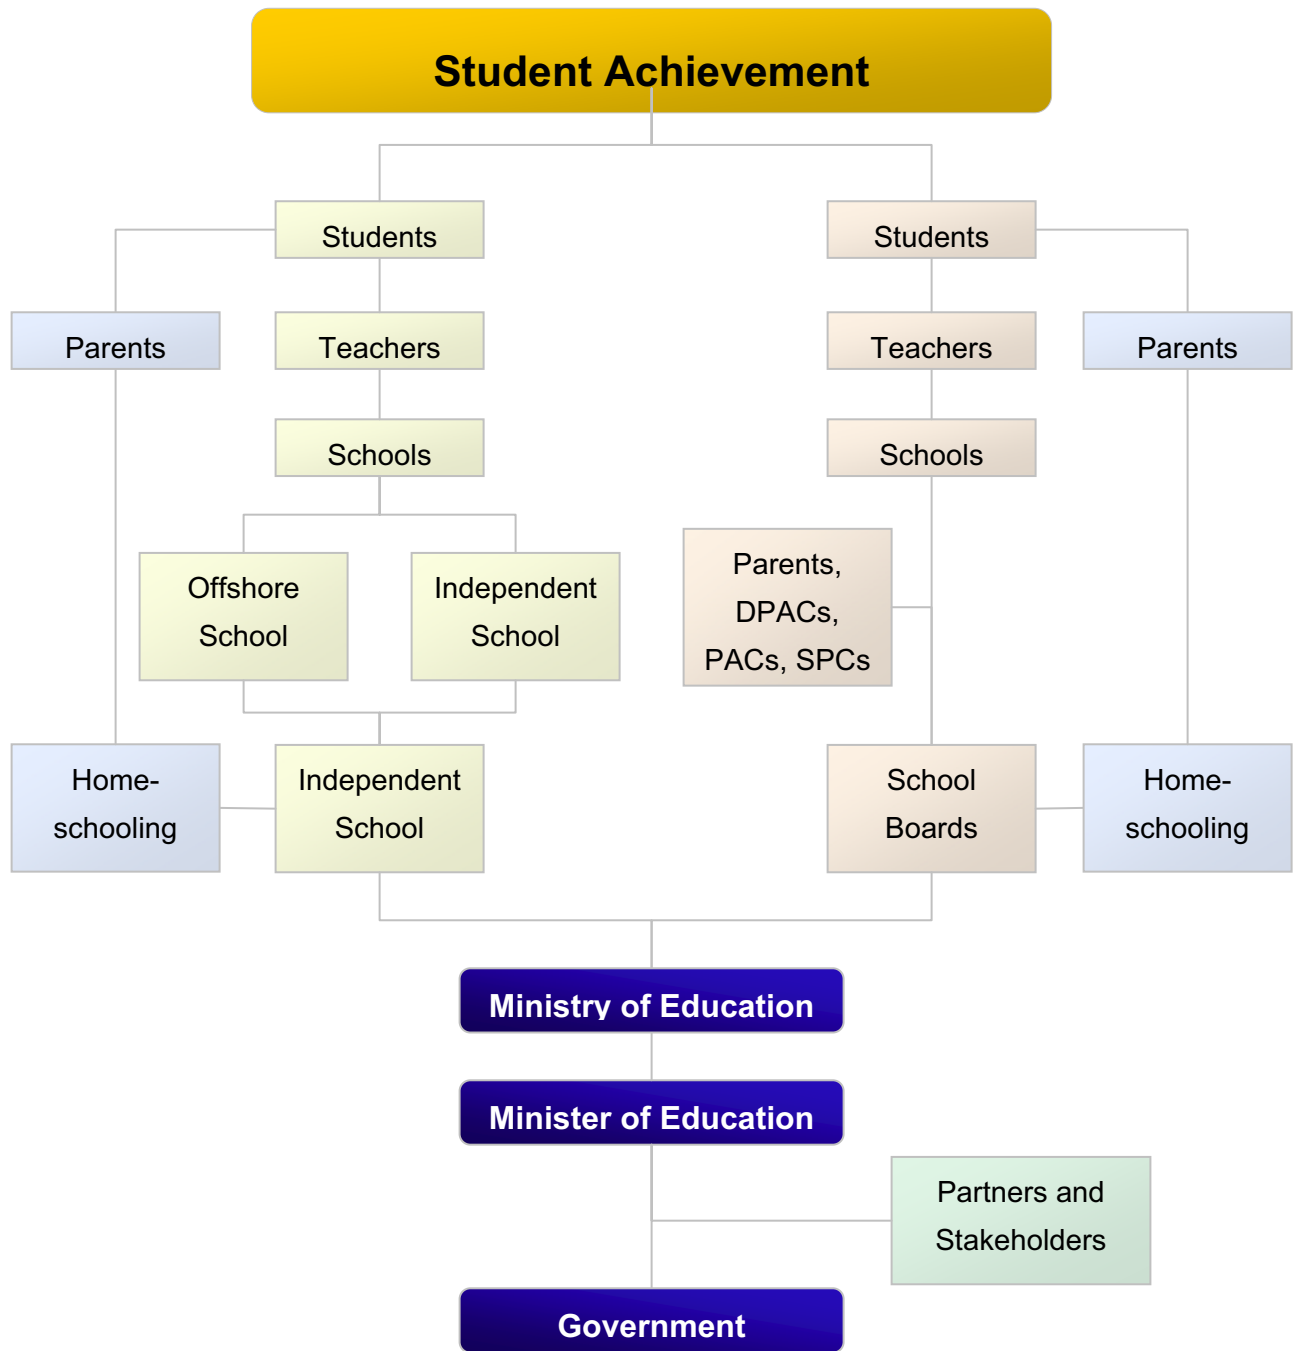 Student Achievement
Students
Students
Parents
Teachers
Teachers
Parents
Schools
Schools
Offshore
School
Independent
School
Parents,
DPACs,
PACs, SPCs
Home-
schooling
Independent
School
School
Boards
Home-
schooling
Ministry of Education
Minister of Education
Partners and
Stakeholders
Government